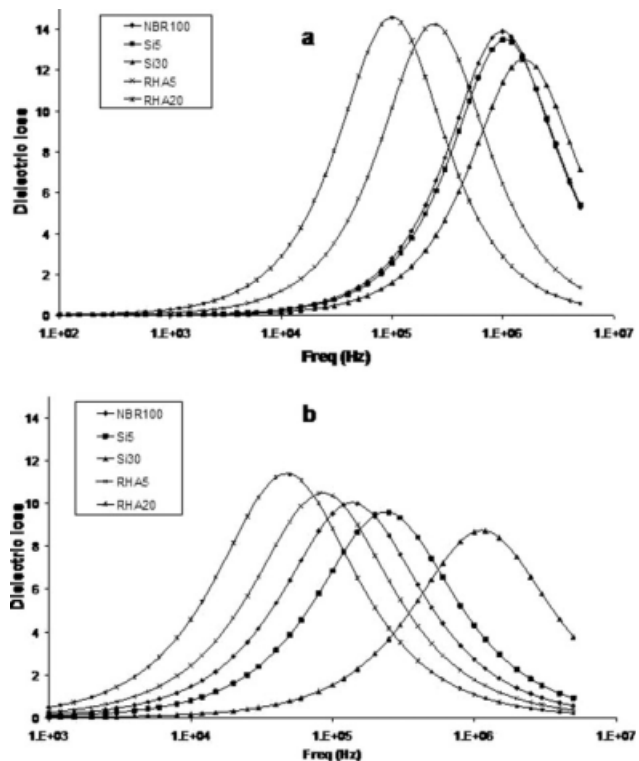 a
NBR100
Si5
Si30
RHA5
RHA20
14
12
10
8
6
4
2
0
Dielectric loss
1.E+02 1.E+03 1.E+04 1.E+05 1.E+06 1.E+07
Freq (Hz)
b
NBR100
Si5
Si30
RHA5
RHA20
14
12
10
8
6
4
2
0
Dielectric loss
1.E+03 1.E+04 1.E+05 1.E+06 1.E+07
Freq (Hz)